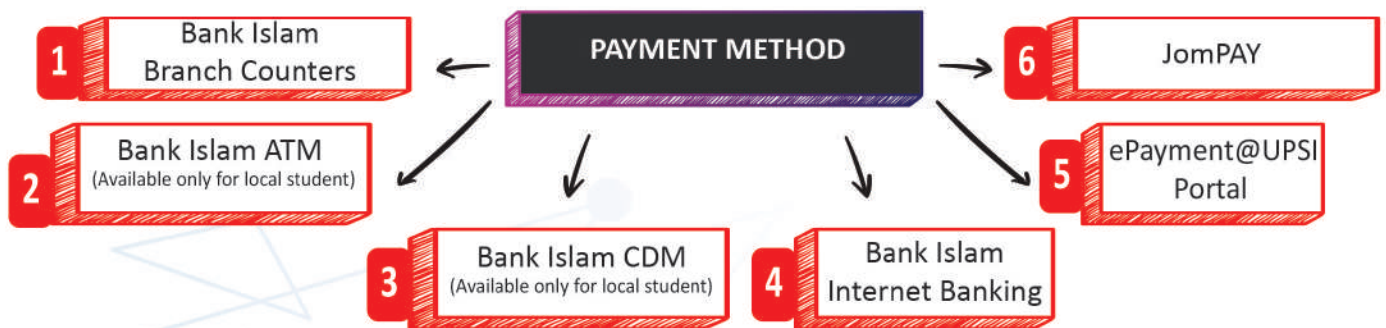 PAYMENT METHOD
1
Bank Islam
Branch Counters
2
Bank Islam ATM
(Available only for local student)
3
Bank Islam CDM
(Available only for local student)
4
Bank Islam
Internet Banking
5
ePayment@UPSI
Portal
6
JomPAY